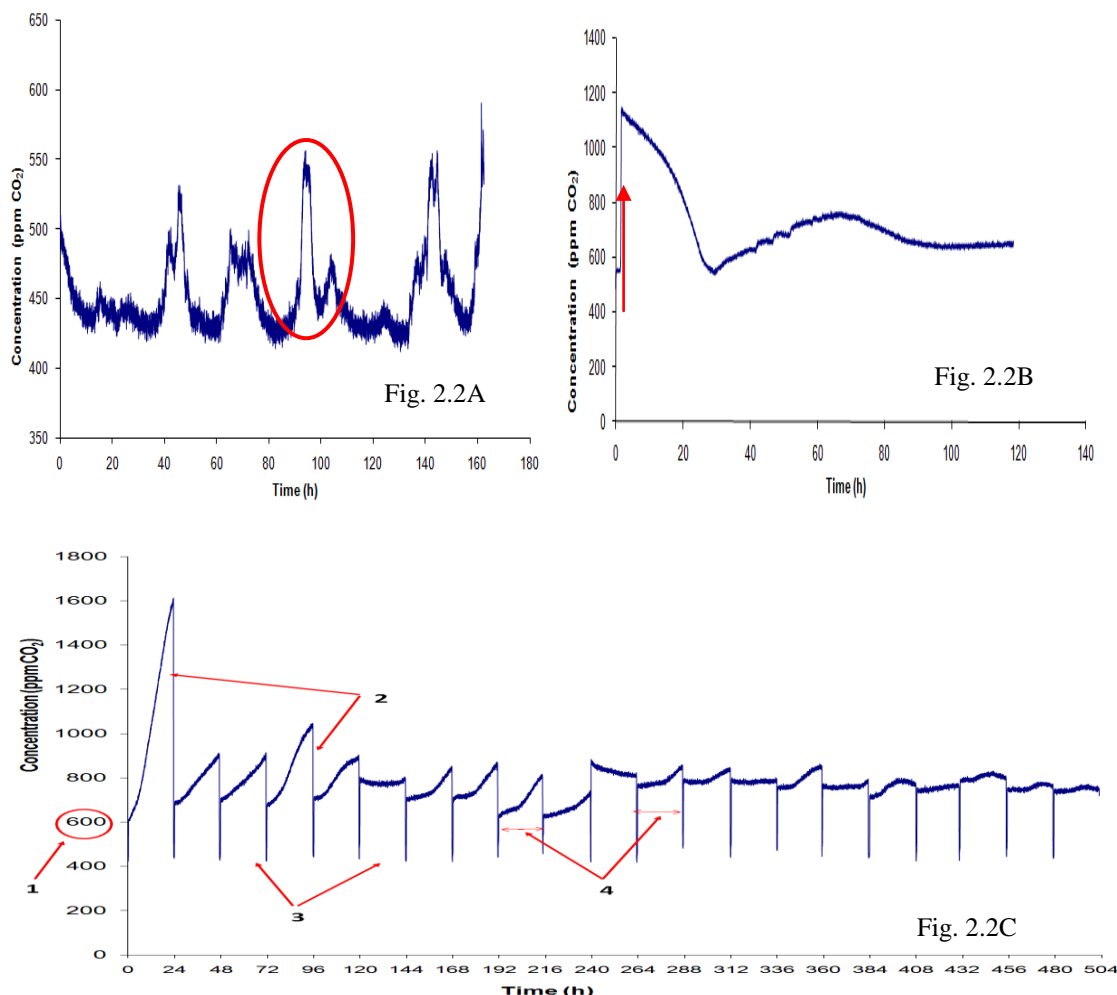 650
600
550
500
450
400
350
Concentration (ppm CO₂)
0 20 40 60 80 100 120 140 160 180
Time (h)
Fig. 2.2A
1400
1200
1000
800
600
400
200
0
Concentration (ppm CO₂)
0 20 40 60 80 100 120 140
Time (h)
Fig. 2.2B
1800
1600
1400
1200
1000
800
600
400
200
0
Concentration (ppm CO₂)
1
2
3
4
Fig. 2.2C
0 24 48 72 96 120 144 168 192 216 240 264 288 312 336 360 384 408 432 456 480 504
Time (h)